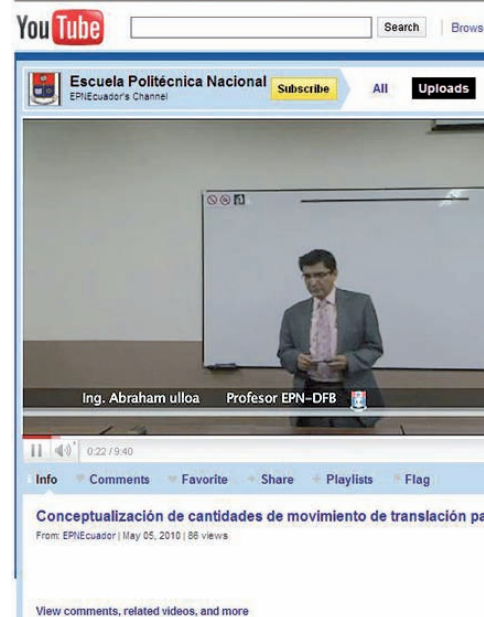 You Tube Search Brows
Escuela Politécnica Nacional Subscribe All Uploads
EPNEcuador's Channel
Ing. Abraham ulloa Profesor EPN-DFB
0:22 / 9:40
Info Comments Favorite Share Playlists Flag
Conceptualización de cantidades de movimiento de translación pa
From: EPNEcuador | May 05, 2010 | 86 views
View comments, related videos, and more